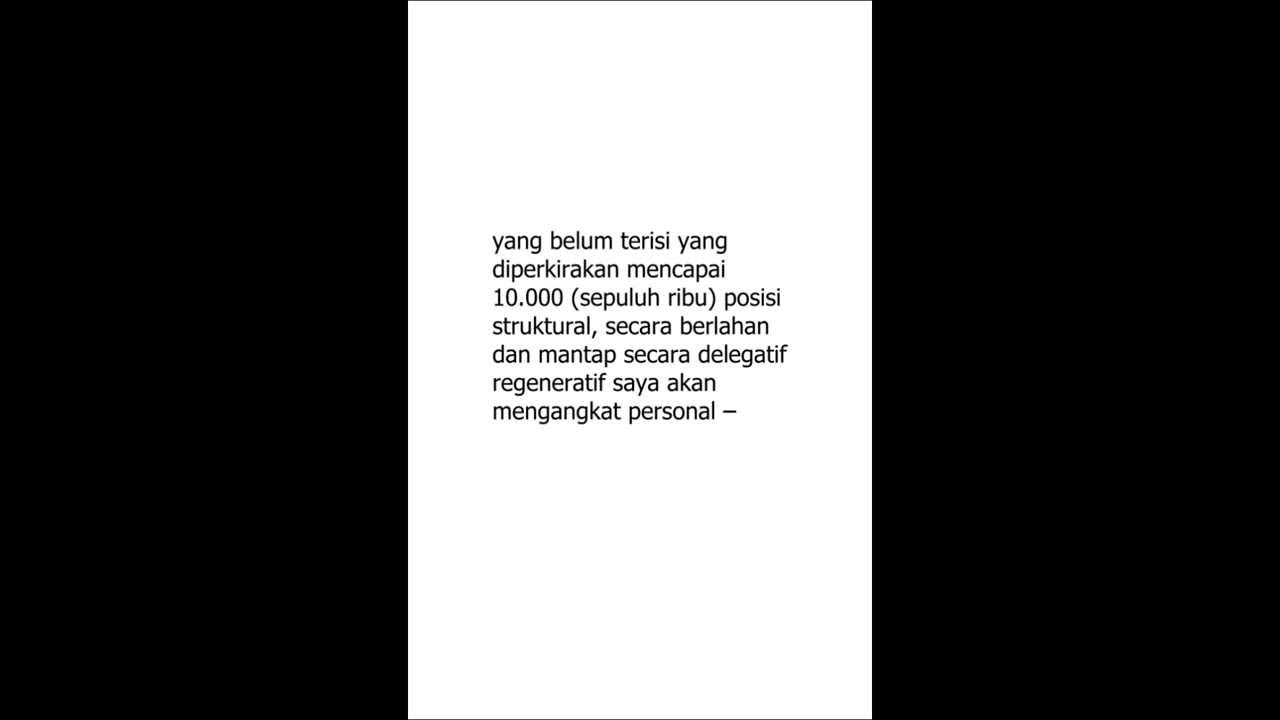 yang belum terisi yang
diperkirakan mencapai
10.000 (sepuluh ribu) posisi
struktural, secara berlahan
dan mantap secara delegatif
regeneratif saya akan
mengangkat personal –